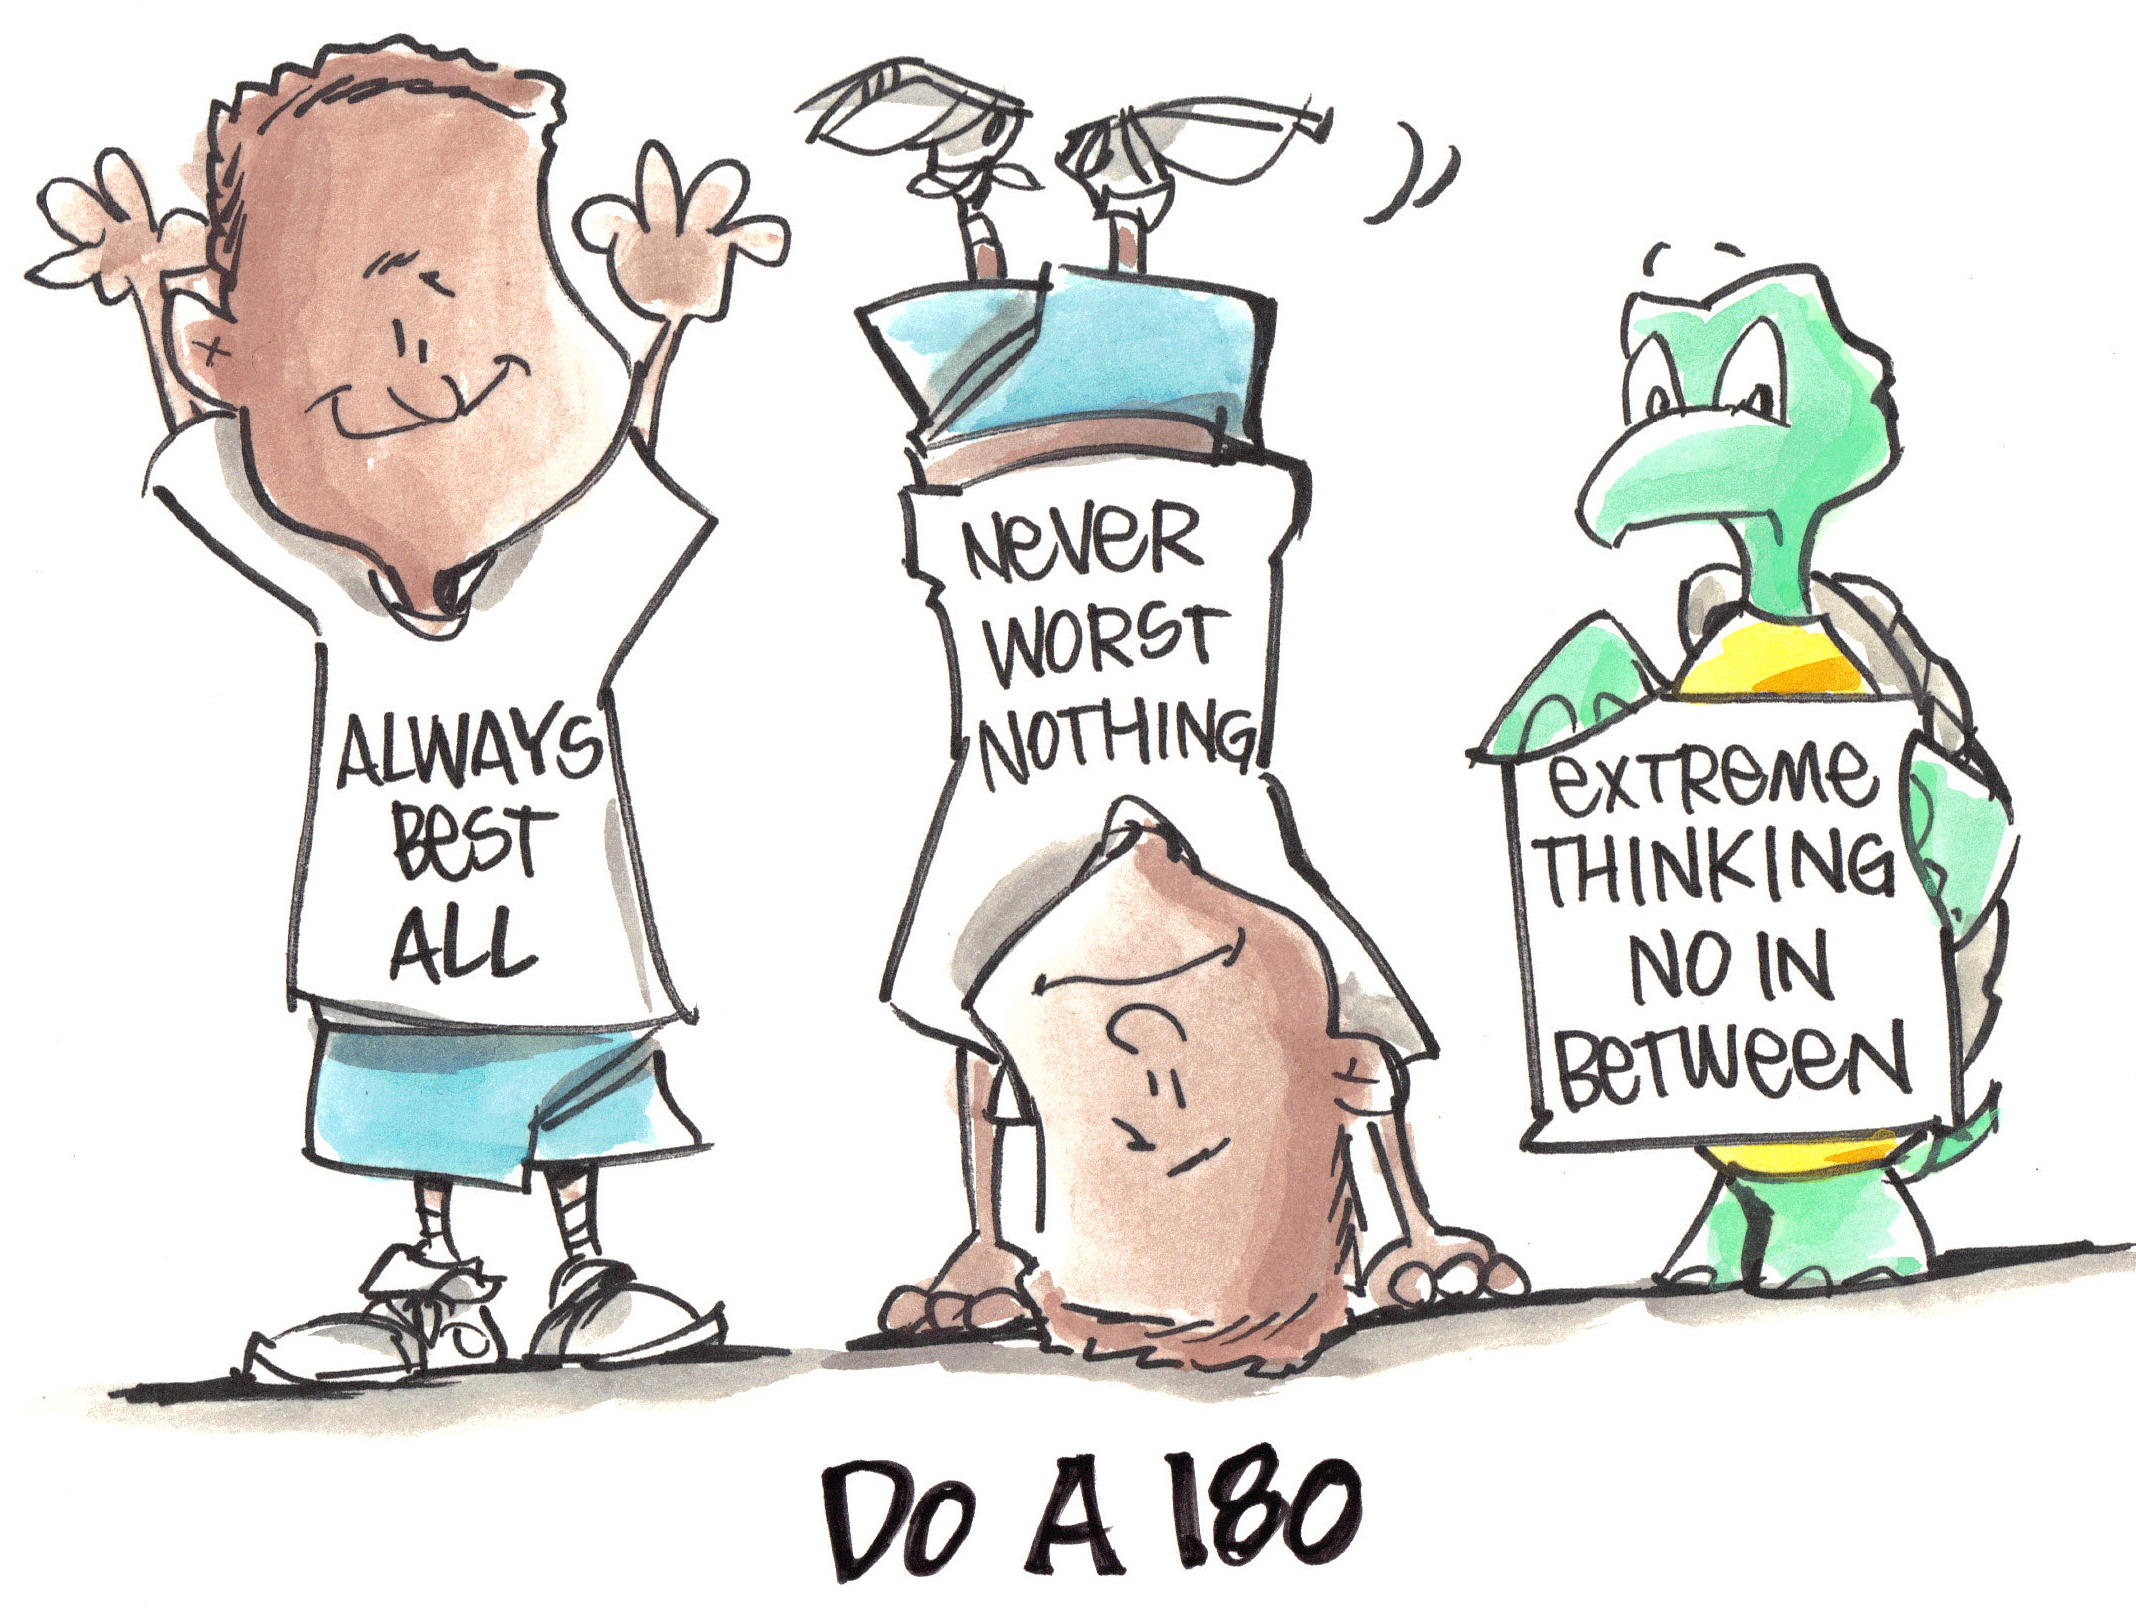 ALWAYS
BEST
ALL
NEVER
WORST
NOTHING
EXTREME
THINKING
NO IN
BETWEEN
DO A 180